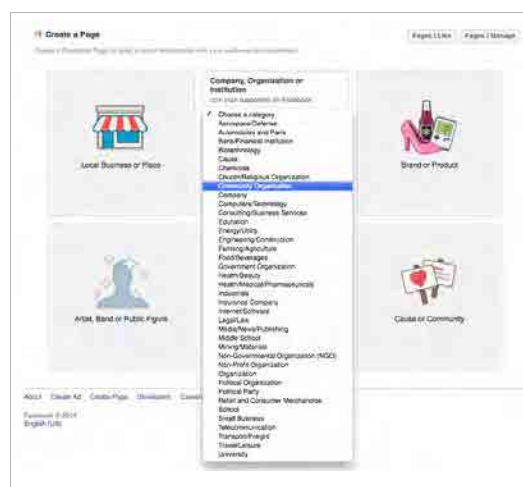 Create a Page
Pages I Like
Pages I Manage
Local Business or Place
Company, Organization or
Institution
Join your supporters on Facebook.
Choose a category
Aerospace/Defense
Automobiles and Parts
Bank/Financial Institution
Biotechnology
Cause
Chemicals
Church/Religious Organization
Community Organization
Company
Computers/Technology
Consulting/Business Services
Education
Energy/Utility
Engineering/Construction
Farming/Agriculture
Food/Beverages
Government Organization
Health/Beauty
Health/Medical/Pharmaceuticals
Industrials
Insurance Company
Internet/Software
Legal/Law
Media/News/Publishing
Middle School
Mining/Materials
Non-Governmental Organization (NGO)
Non-Profit Organization
Organization
Political Organization
Political Party
Retail and Consumer Merchandise
School
Small Business
Telecommunication
Transport/Freight
Travel/Leisure
University
Brand or Product
Artist, Band or Public Figure
Cause or Community
About Create Ad Create Page Developers
Facebook © 2014
English (US)